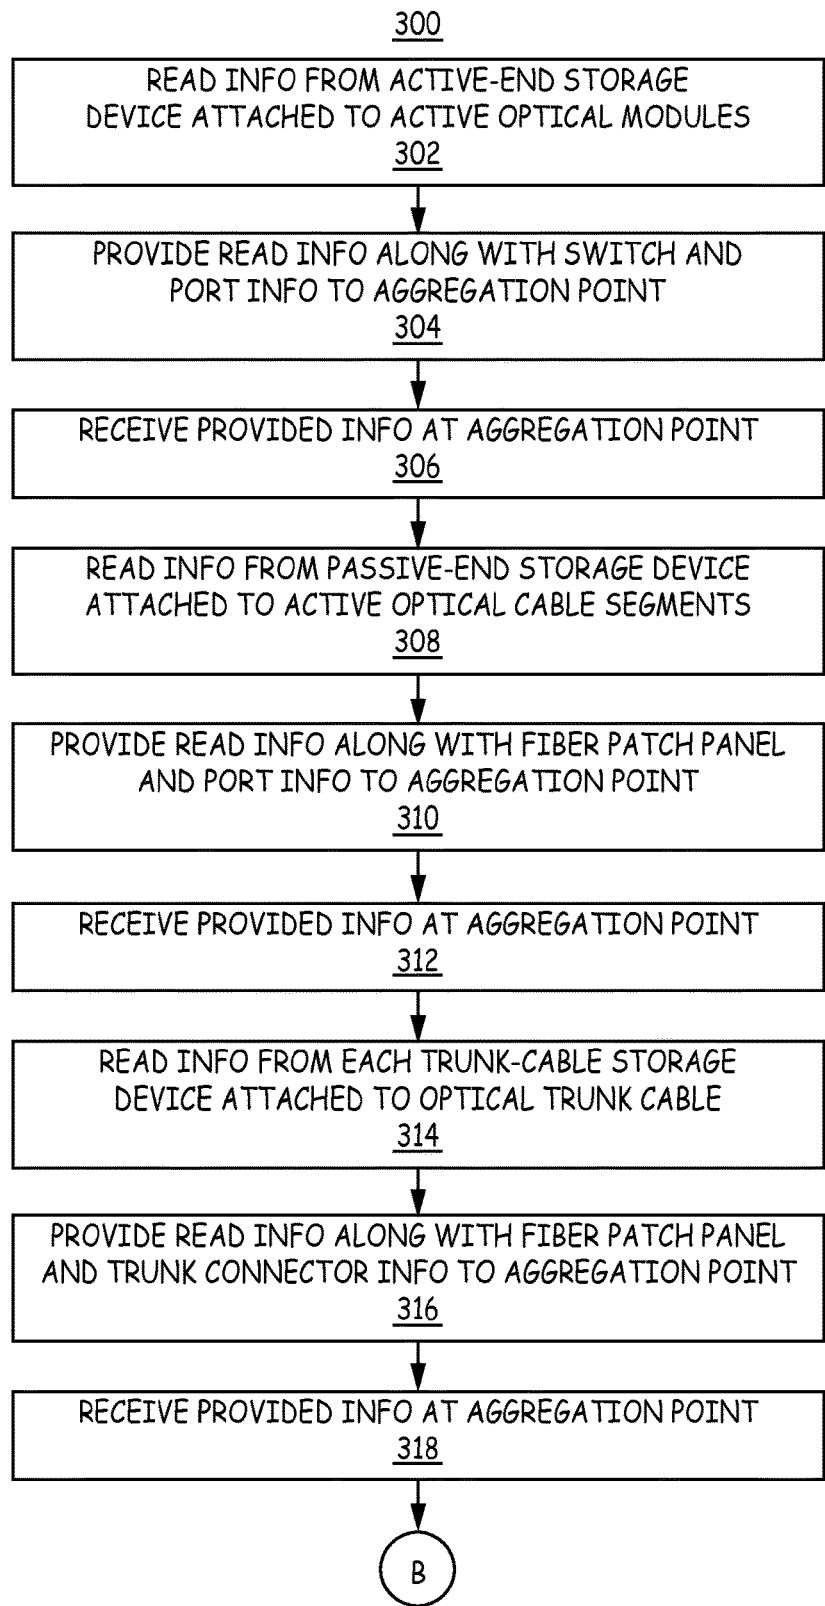 300
READ INFO FROM ACTIVE-END STORAGE
DEVICE ATTACHED TO ACTIVE OPTICAL MODULES
302
PROVIDE READ INFO ALONG WITH SWITCH AND
PORT INFO TO AGGREGATION POINT
304
RECEIVE PROVIDED INFO AT AGGREGATION POINT
306
READ INFO FROM PASSIVE-END STORAGE DEVICE
ATTACHED TO ACTIVE OPTICAL CABLE SEGMENTS
308
PROVIDE READ INFO ALONG WITH FIBER PATCH PANEL
AND PORT INFO TO AGGREGATION POINT
310
RECEIVE PROVIDED INFO AT AGGREGATION POINT
312
READ INFO FROM EACH TRUNK-CABLE STORAGE
DEVICE ATTACHED TO OPTICAL TRUNK CABLE
314
PROVIDE READ INFO ALONG WITH FIBER PATCH PANEL
AND TRUNK CONNECTOR INFO TO AGGREGATION POINT
316
RECEIVE PROVIDED INFO AT AGGREGATION POINT
318
B